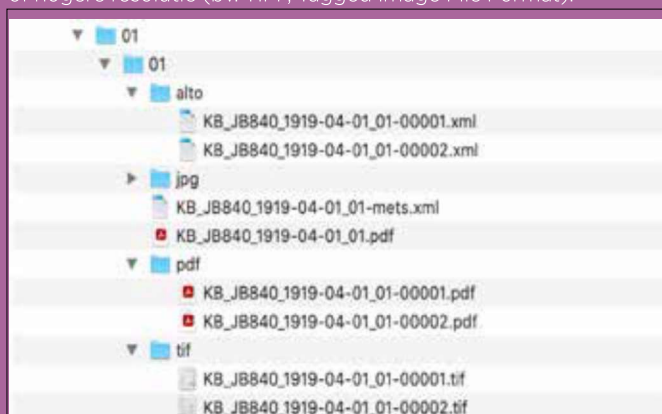 of hogere resolutie (bv. TIFF, Tagged Image File Format).
01
01
alto
KB_JB840_1919-04-01_01-00001.xml
KB_JB840_1919-04-01_01-00002.xml
jpg
KB_JB840_1919-04-01_01-mets.xml
KB_JB840_1919-04-01_01.pdf
pdf
KB_JB840_1919-04-01_01-00001.pdf
KB_JB840_1919-04-01_01-00002.pdf
tif
KB_JB840_1919-04-01_01-00001.tif
KB_JB840_1919-04-01_01-00002.tif